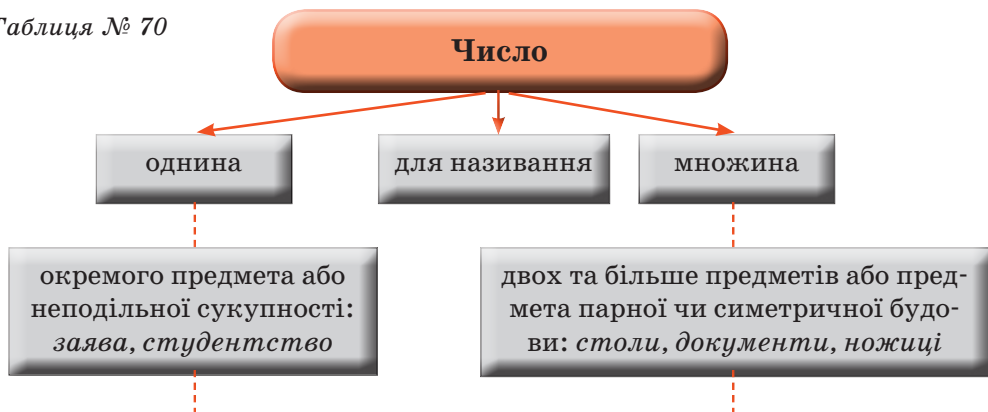 Таблиця № 70
Число
однина
для називання
множина
окремого предмета або
неподільної сукупності:
заява, студентство
двох та більше предметів або пред-
мета парної чи симетричної будо-
ви: столи, документи, ножиці